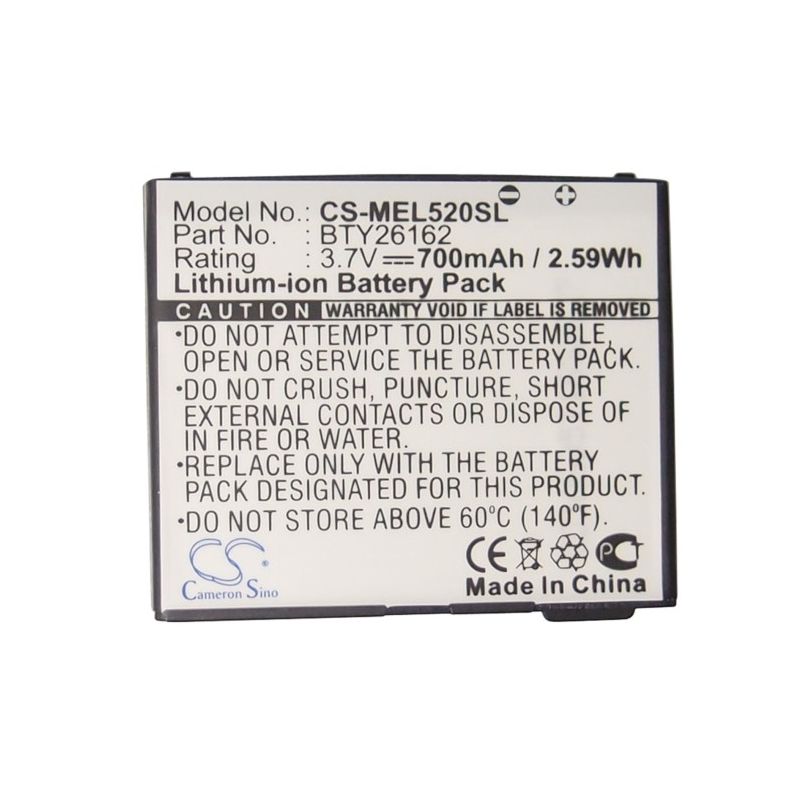 Model No.: CS-MEL520SL
Part No. : BTY26162
Rating : 3.7V 700mAh / 2.59Wh
Lithium-ion Battery Pack
CAUTION WARRANTY VOID IF LABEL IS REMOVED
•DO NOT ATTEMPT TO DISASSEMBLE,
OPEN OR SERVICE THE BATTERY PACK.
•DO NOT CRUSH, PUNCTURE, SHORT
EXTERNAL CONTACTS OR DISPOSE OF
IN FIRE OR WATER.
•REPLACE ONLY WITH THE BATTERY
PACK DESIGNATED FOR THIS UNIT.
•DO NOT STORE ABOVE 60°C (140°F).
CS
Cameron Sino
CE PCT
Made In China